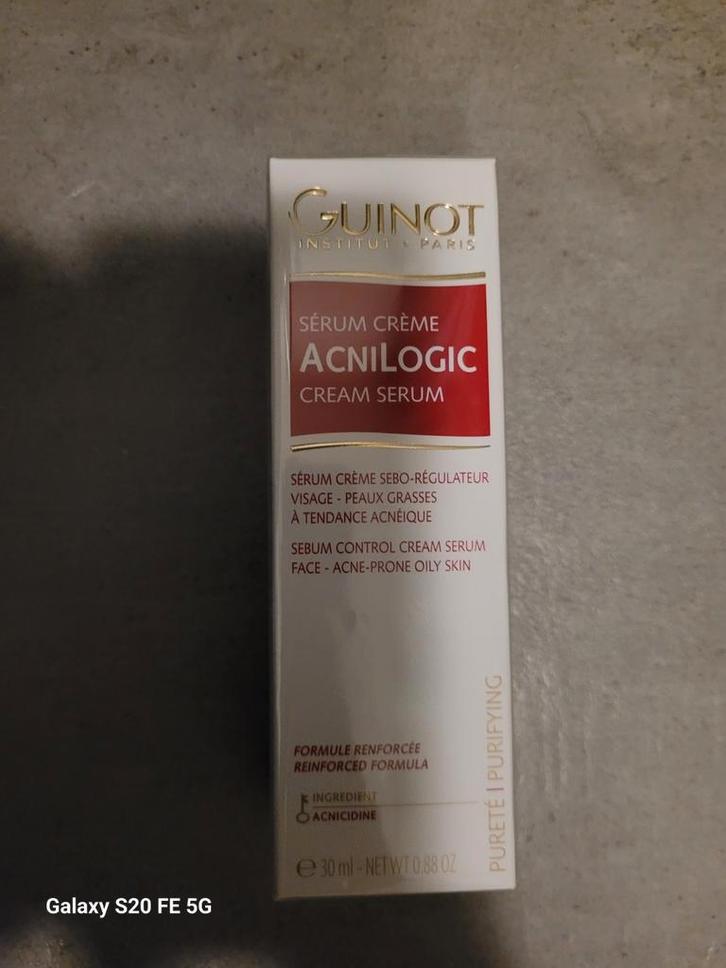 GUINOT
INSTITUT • PARIS
SÉRUM CRÈME
ACNILOGIC
CREAM SERUM
SÉRUM CRÈME SEBO-RÉGULATEUR
VISAGE - PEAUX GRASSES
À TENDANCE ACNÉIQUE
SEBUM CONTROL CREAM SERUM
FACE - ACNE-PRONE OILY SKIN
FORMULE RENFORCÉE
REINFORCED FORMULA
INGREDIENT
ACNICIDINE
℮ 30 ml - NET WT 0.88 OZ
PURETÉ | PURIFYING
Galaxy S20 FE 5G